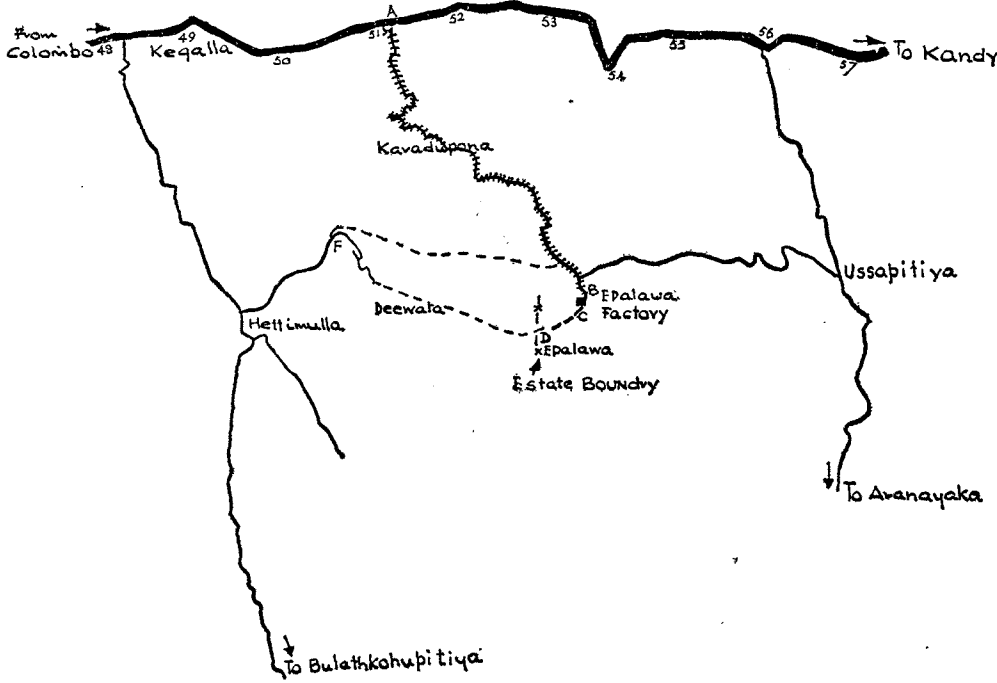 A
52
53
From
Colombo
48
49
Kegalla
50
51
54
55
56
57
To Kandy
Kavadupana
F
Ussapitiya
B
Epalawa
Factory
C
Deewata
Hettimulla
D
x Epalawa
Estate Boundry
To Aranayaka
To Bulathkohupitiya